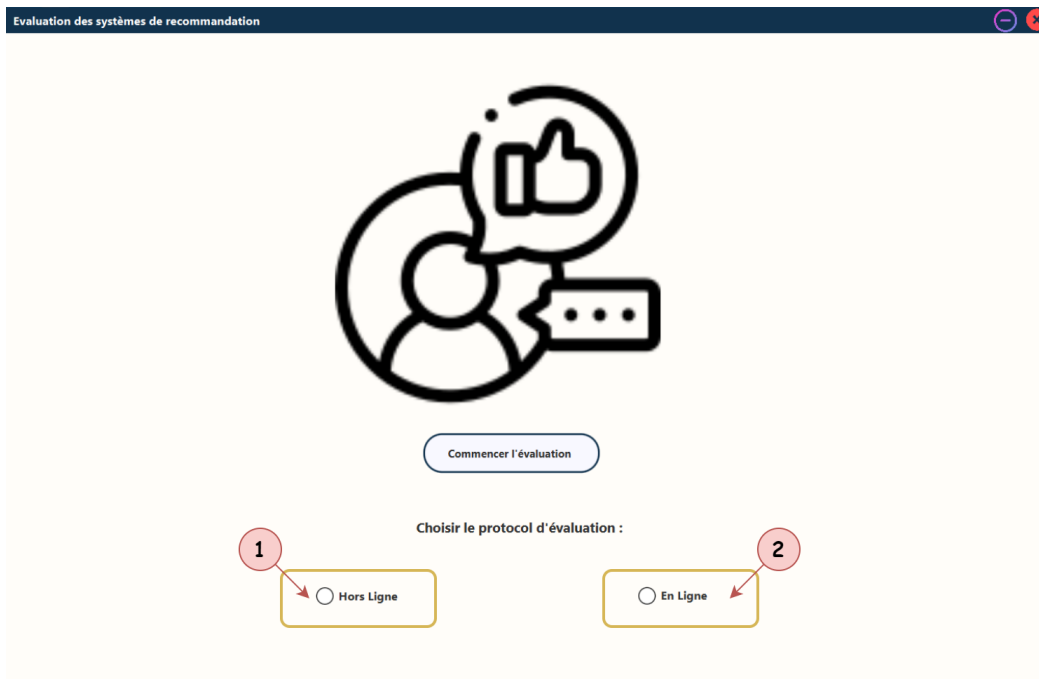 Evaluation des systèmes de recommandation
Commencer l'évaluation
Choisir le protocol d'évaluation :
1
2
Hors Ligne
En Ligne